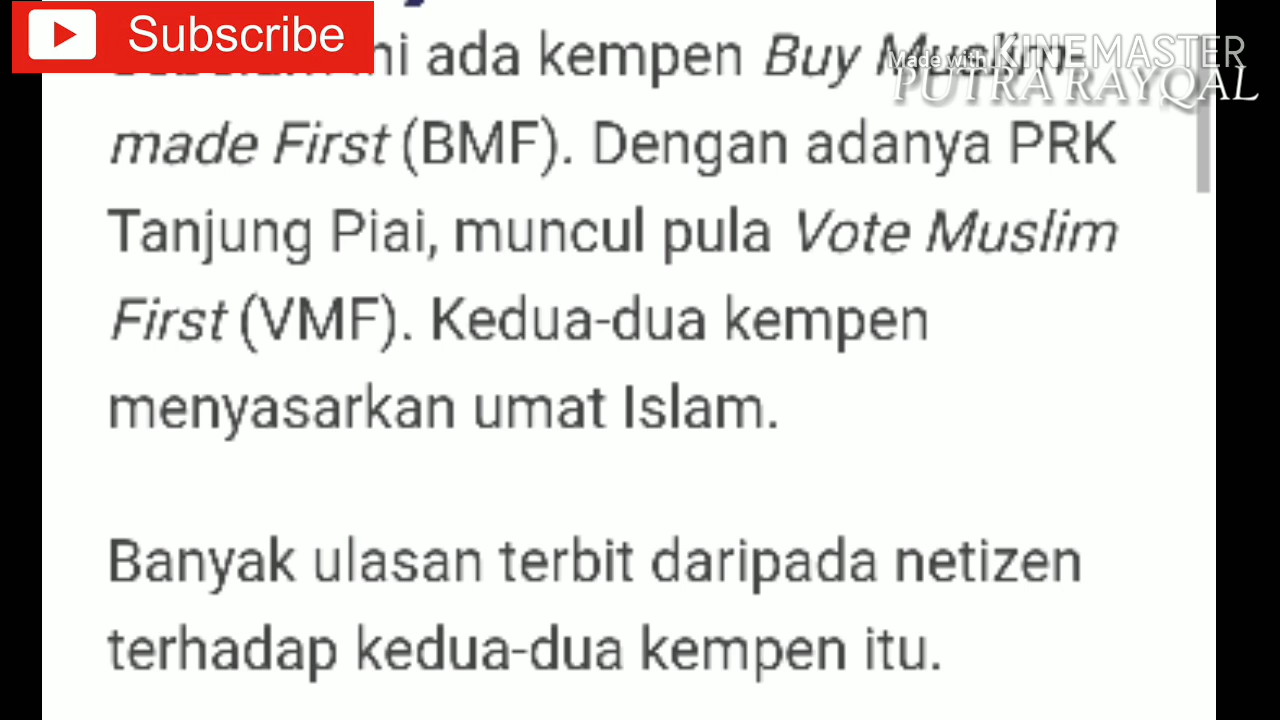 Subscribe
ni ada kempen Buy Muslim
Made with KINEMASTER
PUTRA RAYQAL
made First (BMF). Dengan adanya PRK
Tanjung Piai, muncul pula Vote Muslim
First (VMF). Kedua-dua kempen
menyasarkan umat Islam.
Banyak ulasan terbit daripada netizen
terhadap kedua-dua kempen itu.